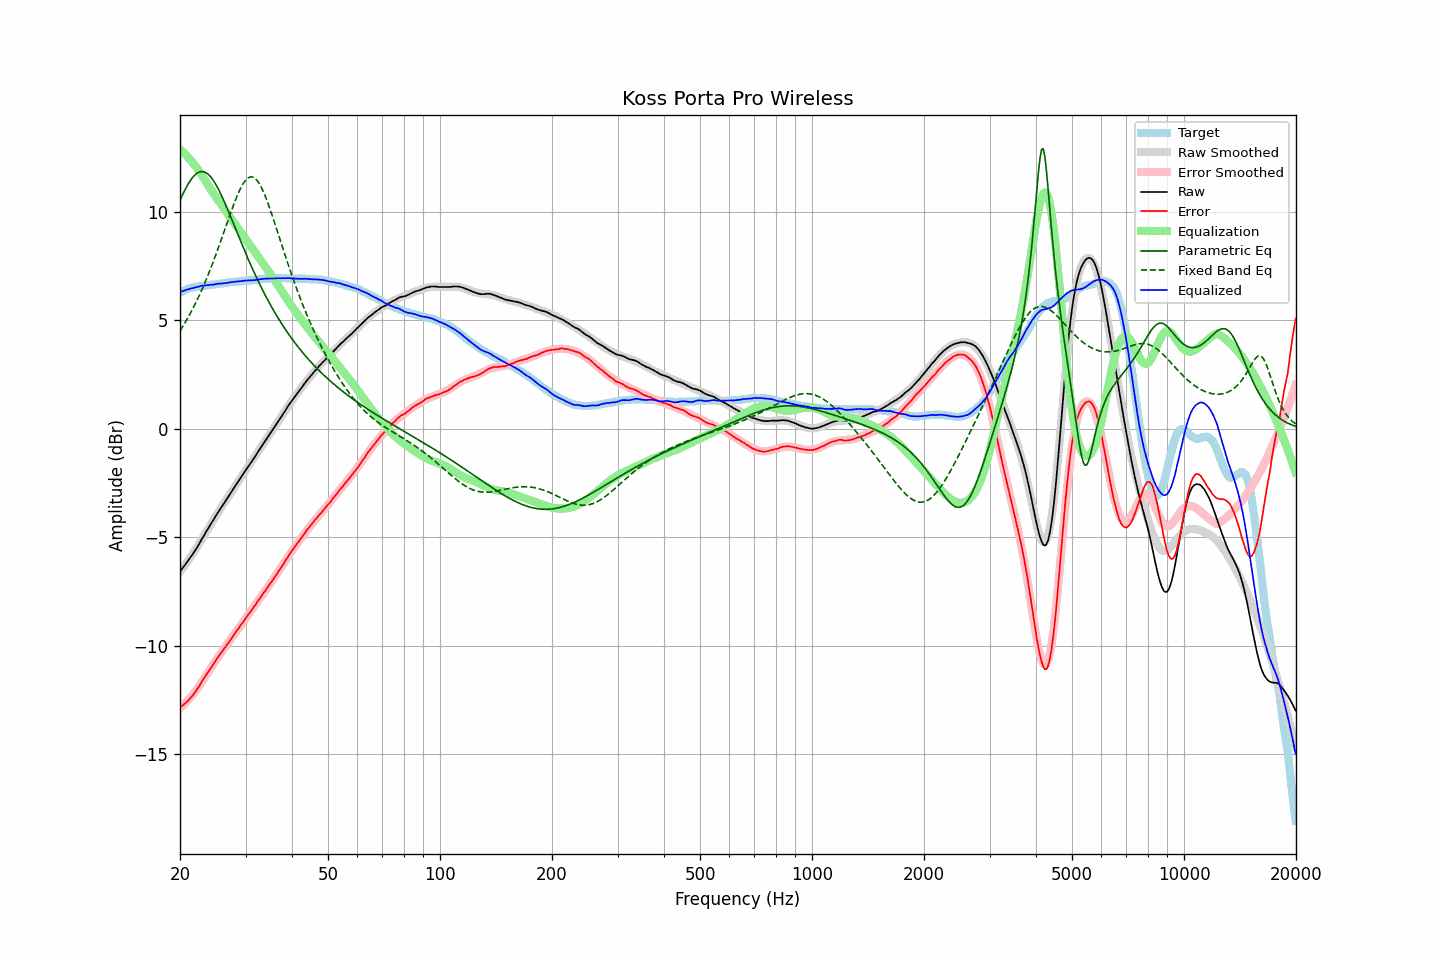 Koss Porta Pro Wireless
Target
Raw Smoothed
Error Smoothed
Raw
Error
Equalization
Parametric Eq
Fixed Band Eq
Equalized
Amplitude (dBr)
10
5
0
−5
−10
−15
20 50 100 200 500 1000 2000 5000 10000 20000
Frequency (Hz)